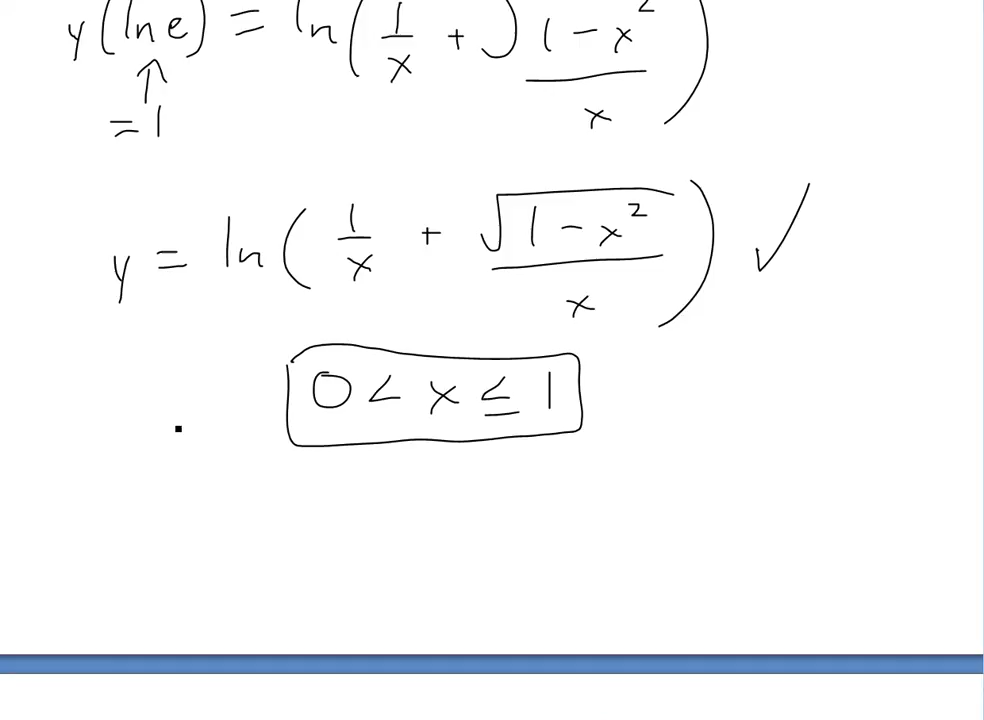 y(ln e) = ln(1/x + √1-x²/x)
↑
=1
y = ln(1/x + √1-x²/x) ✓
0 < x ≤ 1